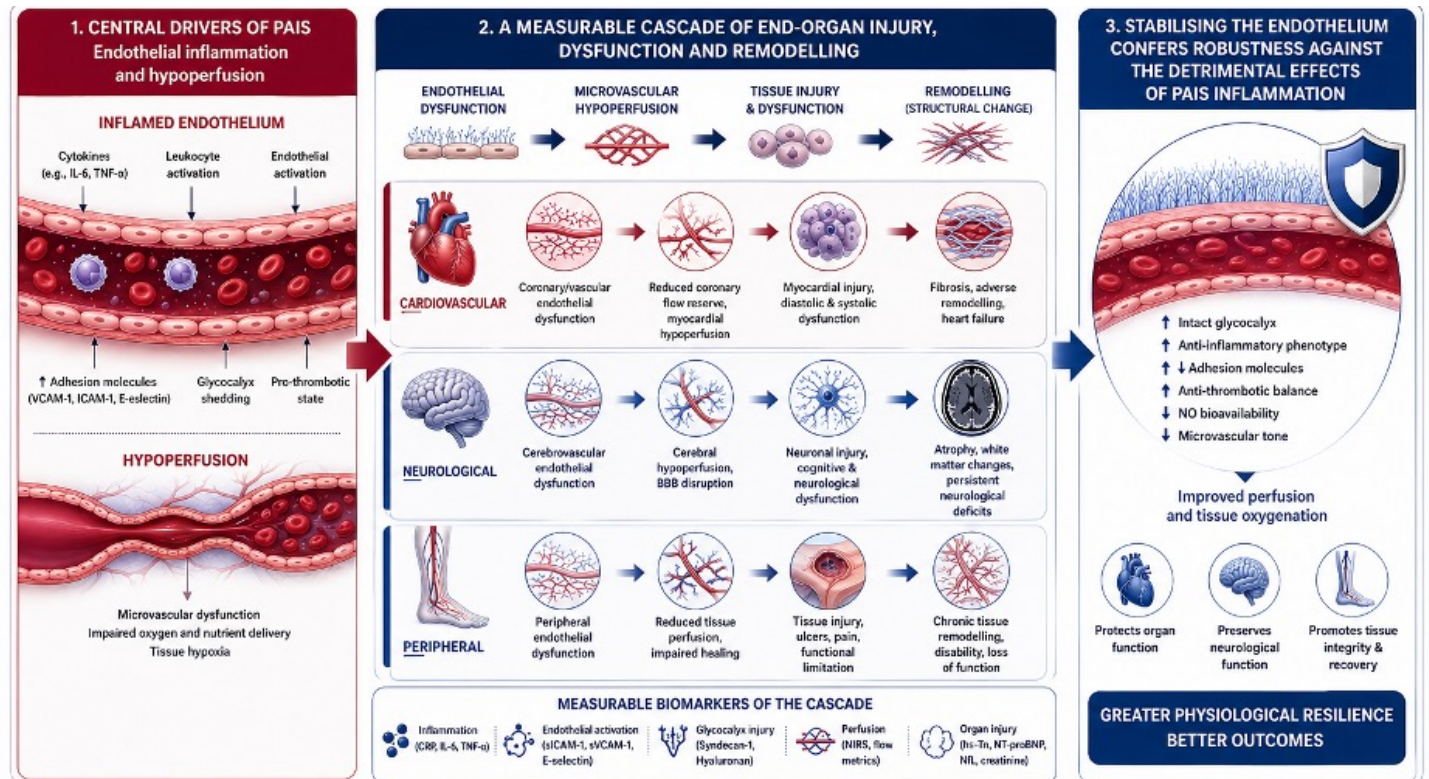 1. CENTRAL DRIVERS OF PAIS
Endothelial inflammation
and hypoperfusion
INFLAMED ENDOTHELIUM
Cytokines
(e.g., IL-6, TNF-α)
Leukocyte
activation
Endothelial
activation
↑ Adhesion molecules
(VCAM-1, ICAM-1, E-eslectin)
Glycocalyx
shedding
Pro-thrombotic
state
HYPOPERFUSION
Microvascular dysfunction
Impaired oxygen and nutrient delivery
Tissue hypoxia
2. A MEASURABLE CASCADE OF END-ORGAN INJURY,
DYSFUNCTION AND REMODELLING
ENDOTHELIAL
DYSFUNCTION
MICROVASCULAR
HYPOPERFUSION
TISSUE INJURY
& DYSFUNCTION
REMODELLING
(STRUCTURAL CHANGE)
CARDIOVASCULAR
Coronary/vascular
endothelial
dysfunction
Reduced coronary
flow reserve,
myocardial
hypoperfusion
Myocardial injury,
diastolic & systolic
dysfunction
Fibrosis, adverse
remodelling,
heart failure
NEUROLOGICAL
Cerebrovascular
endothelial
dysfunction
Cerebral
hypoperfusion,
BBB disruption
Neuronal injury,
cognitive &
neurological
dysfunction
Atrophy, white
matter changes,
persistent
neurological
deficits
PERIPHERAL
Peripheral
endothelial
dysfunction
Reduced tissue
perfusion,
impaired healing
Tissue injury,
ulcers, pain,
functional
limitation
Chronic tissue
remodelling,
disability, loss
of function
MEASURABLE BIOMARKERS OF THE CASCADE
Inflammation
(CRP, IL-6, TNF-α)
Endothelial activation
(sICAM-1, sVCAM-1,
E-selectin)
Glycocalyx injury
(Syndecan-1,
Hyaluronan)
Perfusion
(NIRS, flow
metrics)
Organ injury
(hs-Tn, NT-proBNP,
NfL, creatinine)
3. STABILISING THE ENDOTHELIUM
CONFERS ROBUSTNESS AGAINST
THE DETRIMENTAL EFFECTS
OF PAIS INFLAMMATION
↑ Intact glycocalyx
↑ Anti-inflammatory phenotype
↑ ↓ Adhesion molecules
↑ Anti-thrombotic balance
↓ NO bioavailability
↓ Microvascular tone
Improved perfusion
and tissue oxygenation
Protects organ
function
Preserves
neurological
function
Promotes tissue
integrity &
recovery
GREATER PHYSIOLOGICAL RESILIENCE
BETTER OUTCOMES